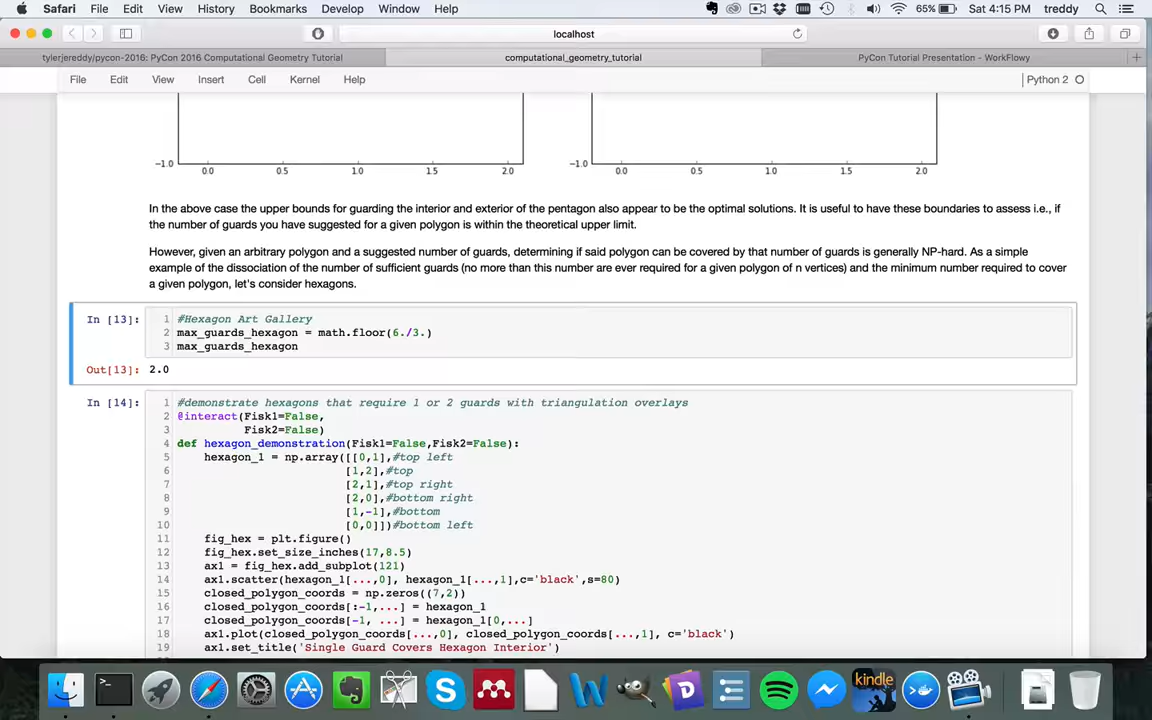 Safari File Edit View History Bookmarks Develop Window Help 65% Sat 4:15 PM treddy
localhost
tylerjereddy/pycon-2016: PyCon 2016 Computational Geometry Tutorial computational_geometry_tutorial PyCon Tutorial Presentation - WorkFlowy
File Edit View Insert Cell Kernel Help Python 2
−1.0 −1.0
0.0 0.5 1.0 1.5 2.0 0.0 0.5 1.0 1.5 2.0
In the above case the upper bounds for guarding the interior and exterior of the pentagon also appear to be the optimal solutions. It is useful to have these boundaries to assess i.e., if
the number of guards you have suggested for a given polygon is within the theoretical upper limit.
However, given an arbitrary polygon and a suggested number of guards, determining if said polygon can be covered by that number of guards is generally NP-hard. As a simple
example of the dissociation of the number of sufficient guards (no more than this number are ever required for a given polygon of n vertices) and the minimum number required to cover
a given polygon, let's consider hexagons.
In [13]: 1 #Hexagon Art Gallery
2 max_guards_hexagon = math.floor(6./3.)
3 max_guards_hexagon
Out[13]: 2.0
In [14]: 1 #demonstrate hexagons that require 1 or 2 guards with triangulation overlays
2 @interact(Fisk1=False,
3 Fisk2=False)
4 def hexagon_demonstration(Fisk1=False,Fisk2=False):
5 hexagon_1 = np.array([[0,1],#top left
6 [1,2],#top
7 [2,1],#top right
8 [2,0],#bottom right
9 [1,-1],#bottom
10 [0,0]])#bottom left
11 fig_hex = plt.figure()
12 fig_hex.set_size_inches(17,8.5)
13 ax1 = fig_hex.add_subplot(121)
14 ax1.scatter(hexagon_1[...,0], hexagon_1[...,1],c='black',s=80)
15 closed_polygon_coords = np.zeros((7,2))
16 closed_polygon_coords[:-1,...] = hexagon_1
17 closed_polygon_coords[-1, ...] = hexagon_1[0,...]
18 ax1.plot(closed_polygon_coords[...,0], closed_polygon_coords[...,1], c='black')
19 ax1.set_title('Single Guard Covers Hexagon Interior')
kindle